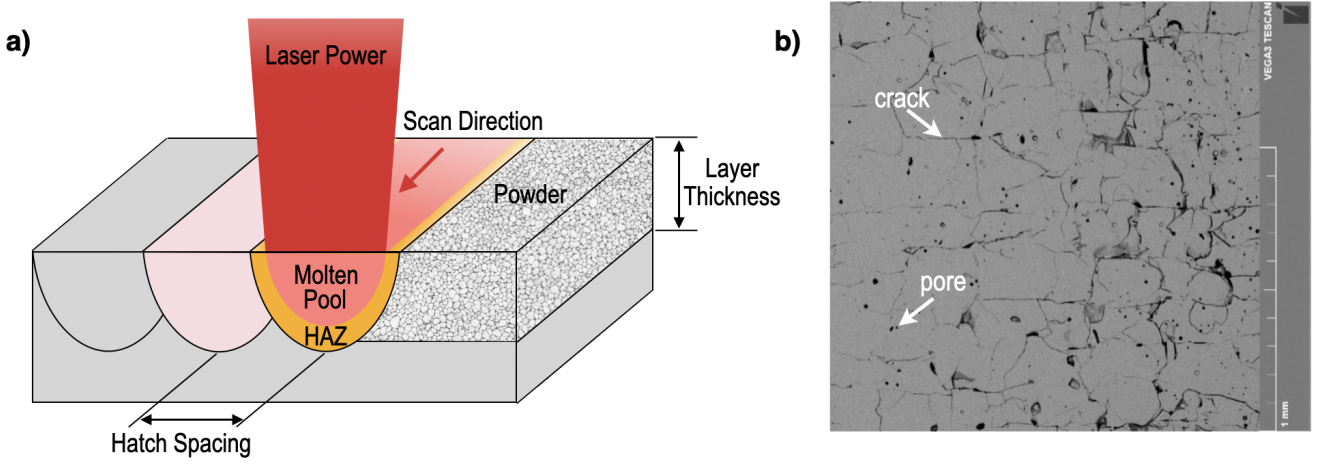 a)
Laser Power
Scan Direction
Powder
Layer
Thickness
Molten
Pool
HAZ
Hatch Spacing
b)
crack
pore
VEGA3 TESCAN
1 mm